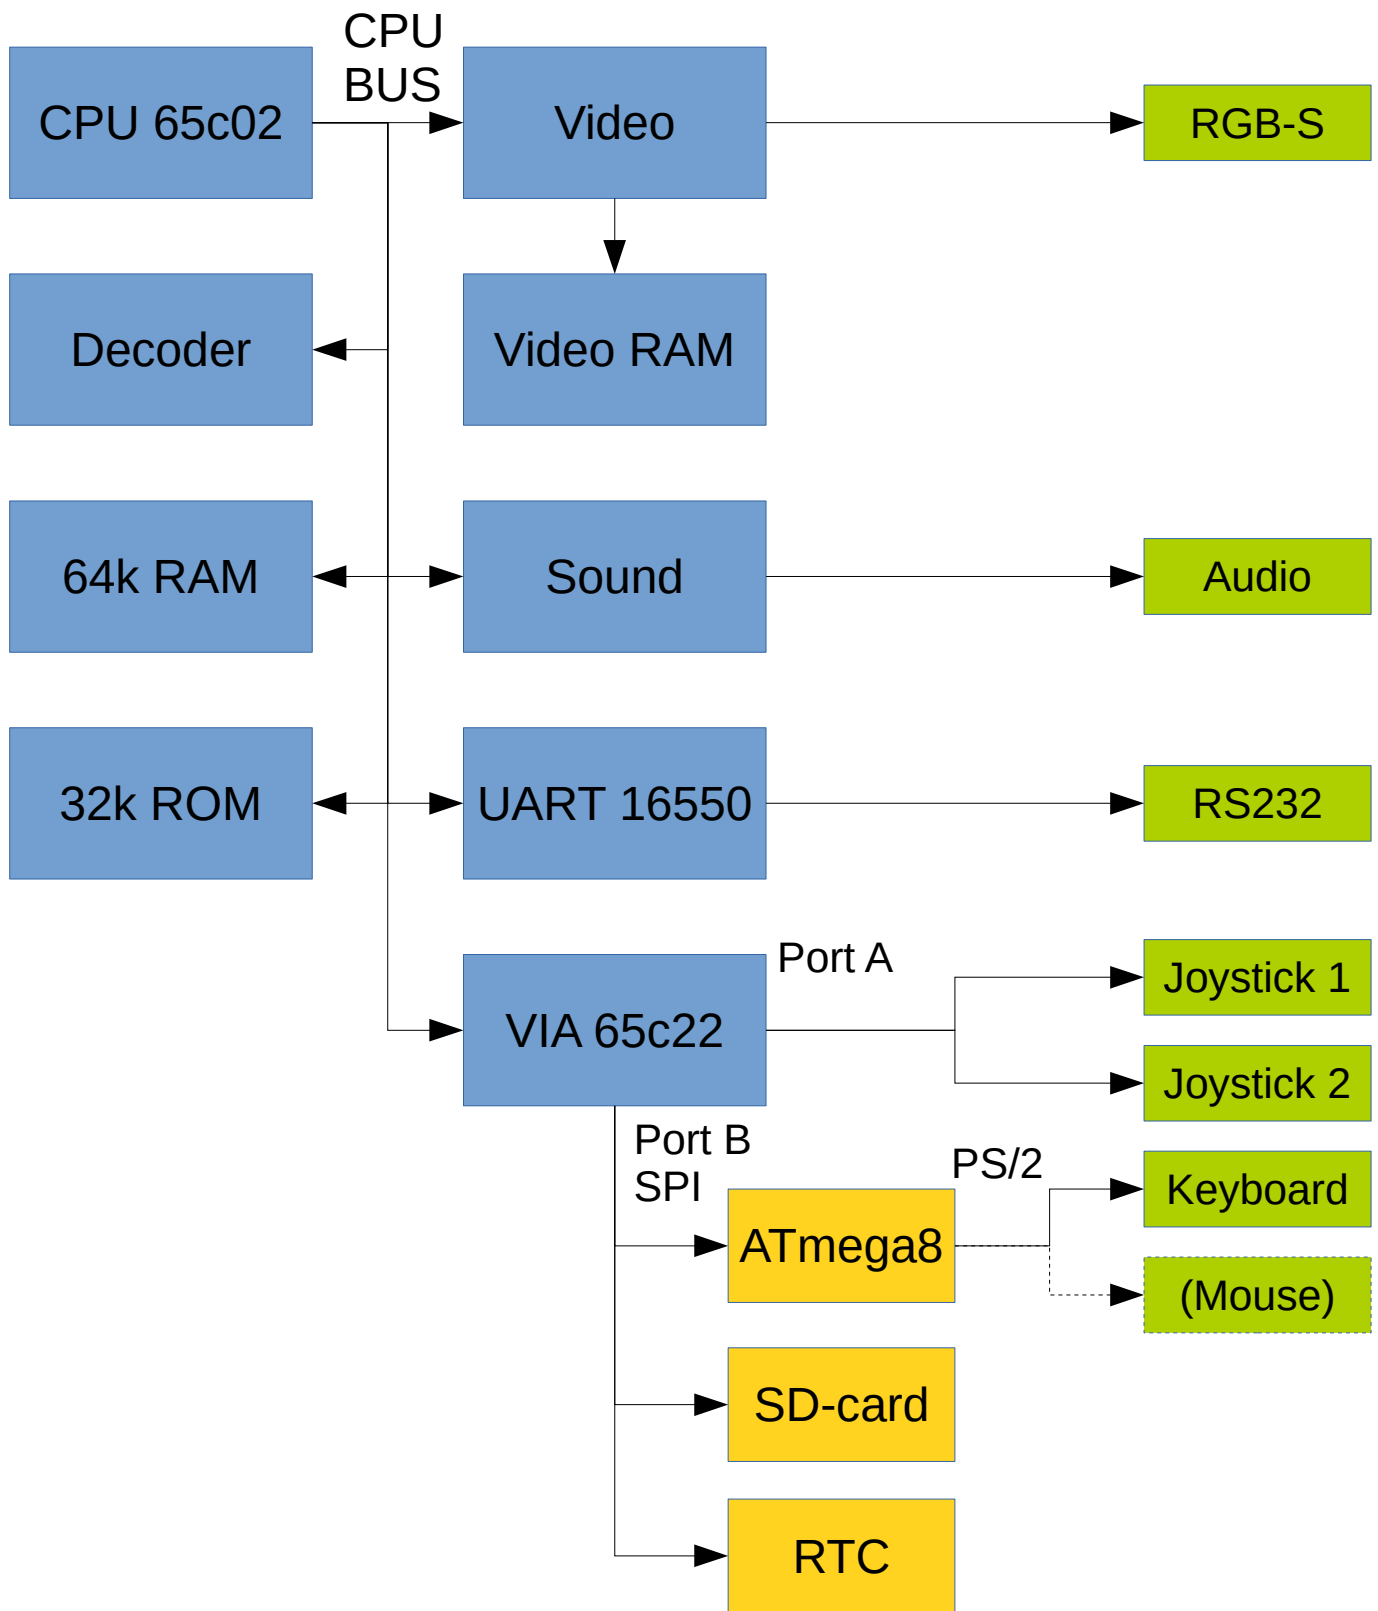 CPU
BUS
CPU 65c02
Video
RGB-S
Decoder
Video RAM
64k RAM
Sound
Audio
32k ROM
UART 16550
RS232
Port A
VIA 65c22
Joystick 1
Joystick 2
Port B
SPI
PS/2
ATmega8
Keyboard
(Mouse)
SD-card
RTC